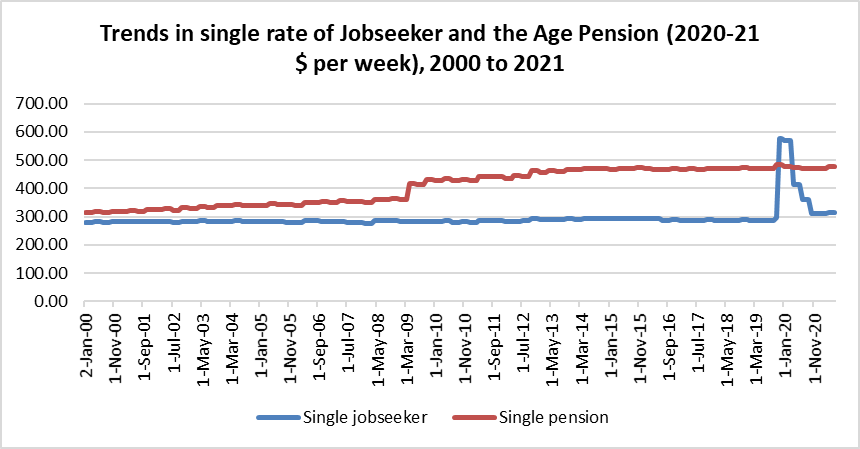 Trends in single rate of Jobseeker and the Age Pension (2020-21
$ per week), 2000 to 2021
700.00
600.00
500.00
400.00
300.00
200.00
100.00
0.00
2-Jan-00
1-Nov-00
1-Sep-01
1-Jul-02
1-May-03
1-Mar-04
1-Jan-05
1-Nov-05
1-Sep-06
1-Jul-07
1-May-08
1-Mar-09
1-Jan-10
1-Nov-10
1-Sep-11
1-Jul-12
1-May-13
1-Mar-14
1-Jan-15
1-Nov-15
1-Sep-16
1-Jul-17
1-May-18
1-Mar-19
1-Jan-20
1-Nov-20
Single jobseeker
Single pension